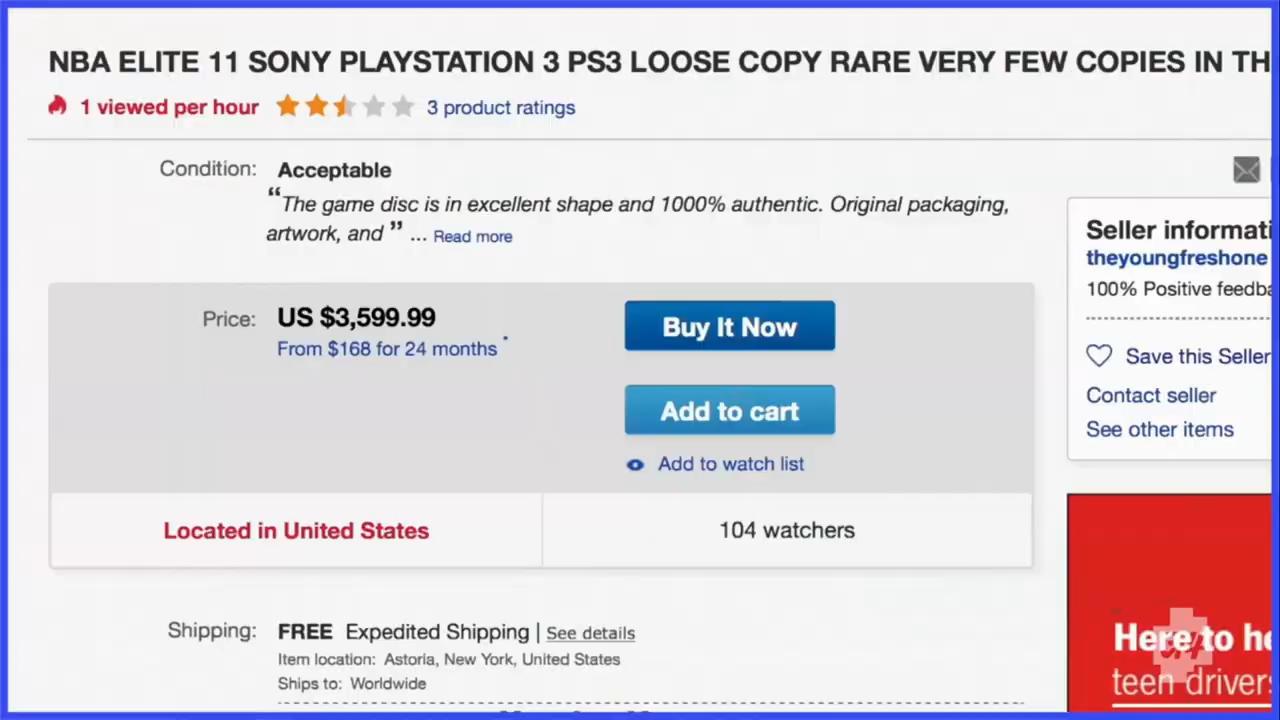 NBA ELITE 11 SONY PLAYSTATION 3 PS3 LOOSE COPY RARE VERY FEW COPIES IN TH
1 viewed per hour 3 product ratings
Condition: Acceptable
“The game disc is in excellent shape and 1000% authentic. Original packaging,
artwork, and ” ... Read more
Price: US $3,599.99
From $168 for 24 months
Buy It Now
Add to cart
Add to watch list
Located in United States
104 watchers
Shipping: FREE Expedited Shipping | See details
Item location: Astoria, New York, United States
Ships to: Worldwide
Seller informati
theyoungfreshone
100% Positive feedba
Save this Seller
Contact seller
See other items
Here to he
teen drivers